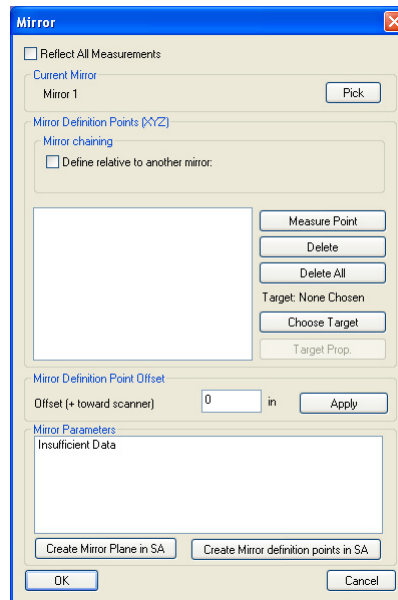 Mirror
Reflect All Measurements
Current Mirror
Mirror 1
Pick
Mirror Definition Points (XYZ)
Mirror chaining
Define relative to another mirror:
Measure Point
Delete
Delete All
Target: None Chosen
Choose Target
Target Prop.
Mirror Definition Point Offset
Offset (+ toward scanner)
0
in
Apply
Mirror Parameters
Insufficient Data
Create Mirror Plane in SA
Create Mirror definition points in SA
OK
Cancel